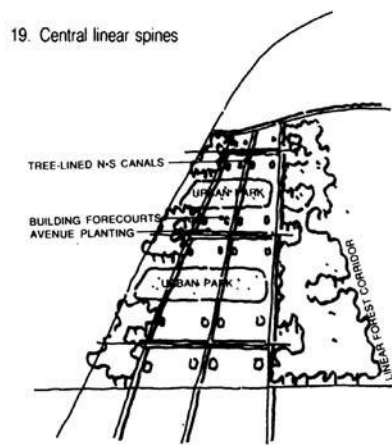 19. Central linear spines
TREE-LINED N•S CANALS
URBAN PARK
BUILDING FORECOURTS
AVENUE PLANTING
URBAN PARK
LINEAR FOREST CORRIDOR